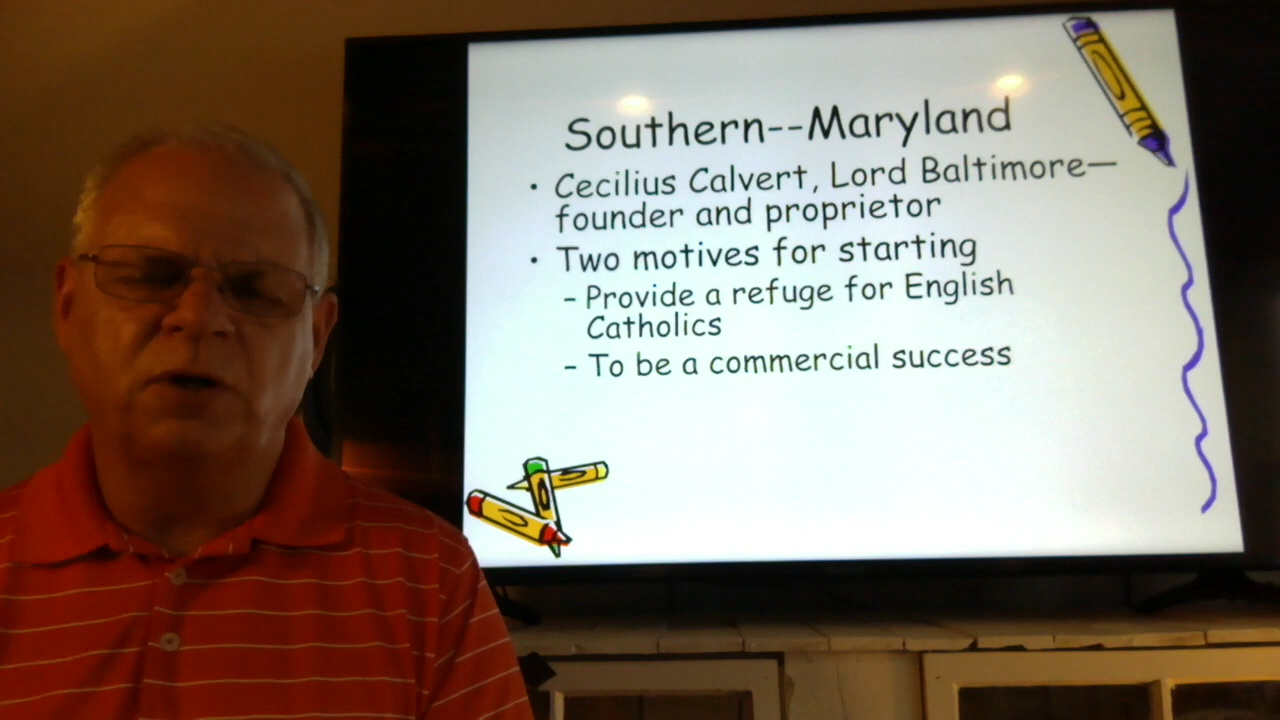 Southern--Maryland
• Cecilius Calvert, Lord Baltimore—
founder and proprietor
• Two motives for starting
– Provide a refuge for English
Catholics
– To be a commercial success